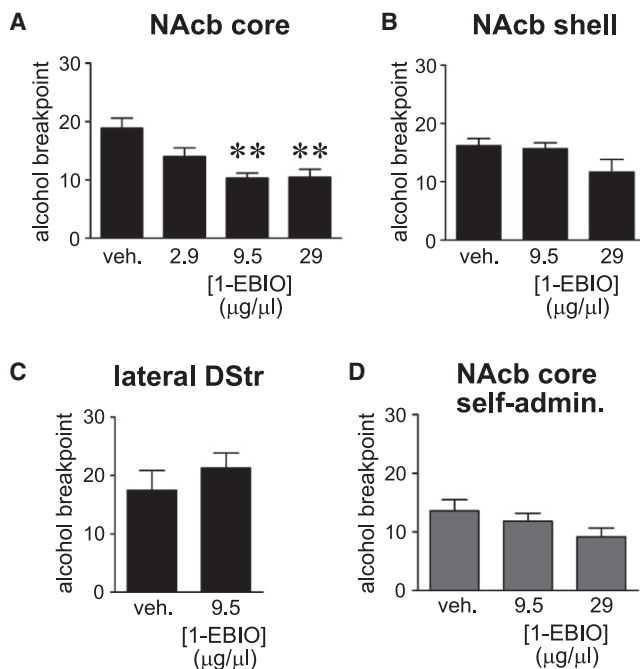 A
NAcb core
alcohol breakpoint
30
20
10
0
**
**
veh.
2.9
9.5
29
[1-EBIO]
(μg/μl)
B
NAcb shell
alcohol breakpoint
30
20
10
0
veh.
9.5
29
[1-EBIO]
(μg/μl)
C
lateral DStr
alcohol breakpoint
30
20
10
0
veh.
9.5
[1-EBIO]
(μg/μl)
D
NAcb core
self-admin.
alcohol breakpoint
30
20
10
0
veh.
9.5
29
[1-EBIO]
(μg/μl)